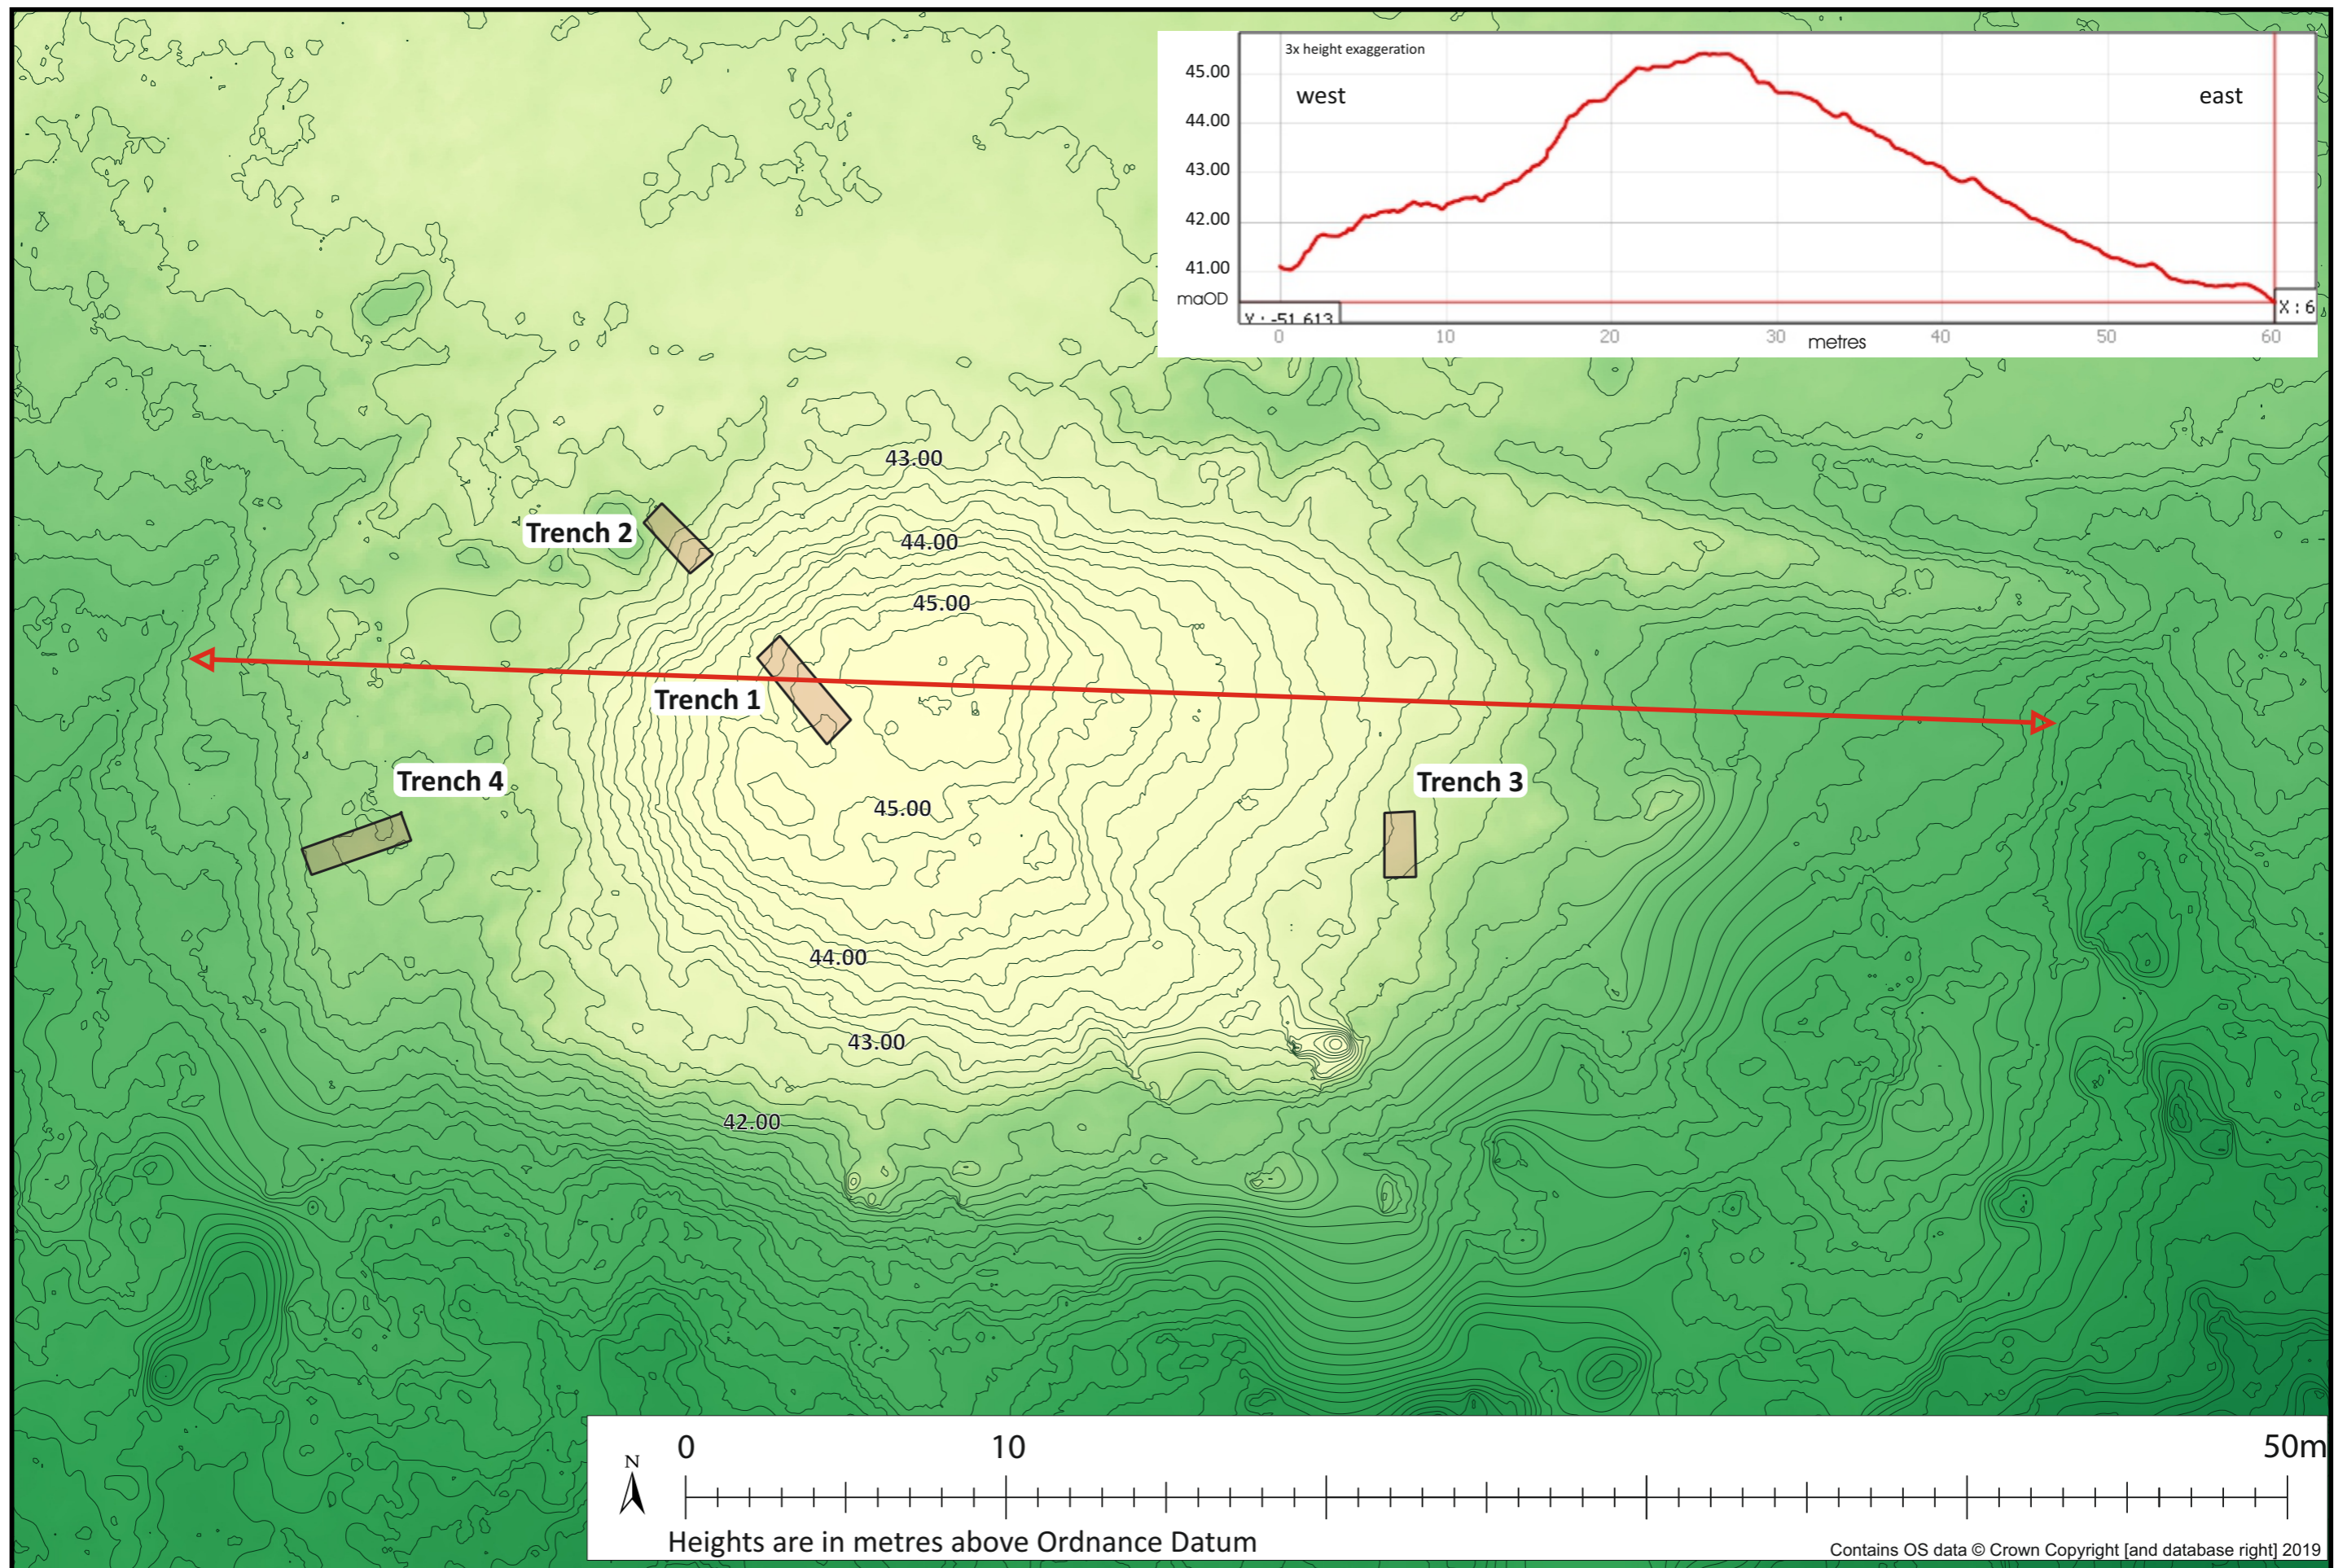 3x height exaggeration
45.00
west
east
44.00
43.00
42.00
41.00
maOD
Y : -51.613
X : 6
0
10
20
30
40
50
60
metres
43.00
Trench 2
44.00
45.00
Trench 1
Trench 4
Trench 3
45.00
44.00
43.00
42.00
0
10
50m
N
Heights are in metres above Ordnance Datum
Contains OS data © Crown Copyright [and database right] 2019